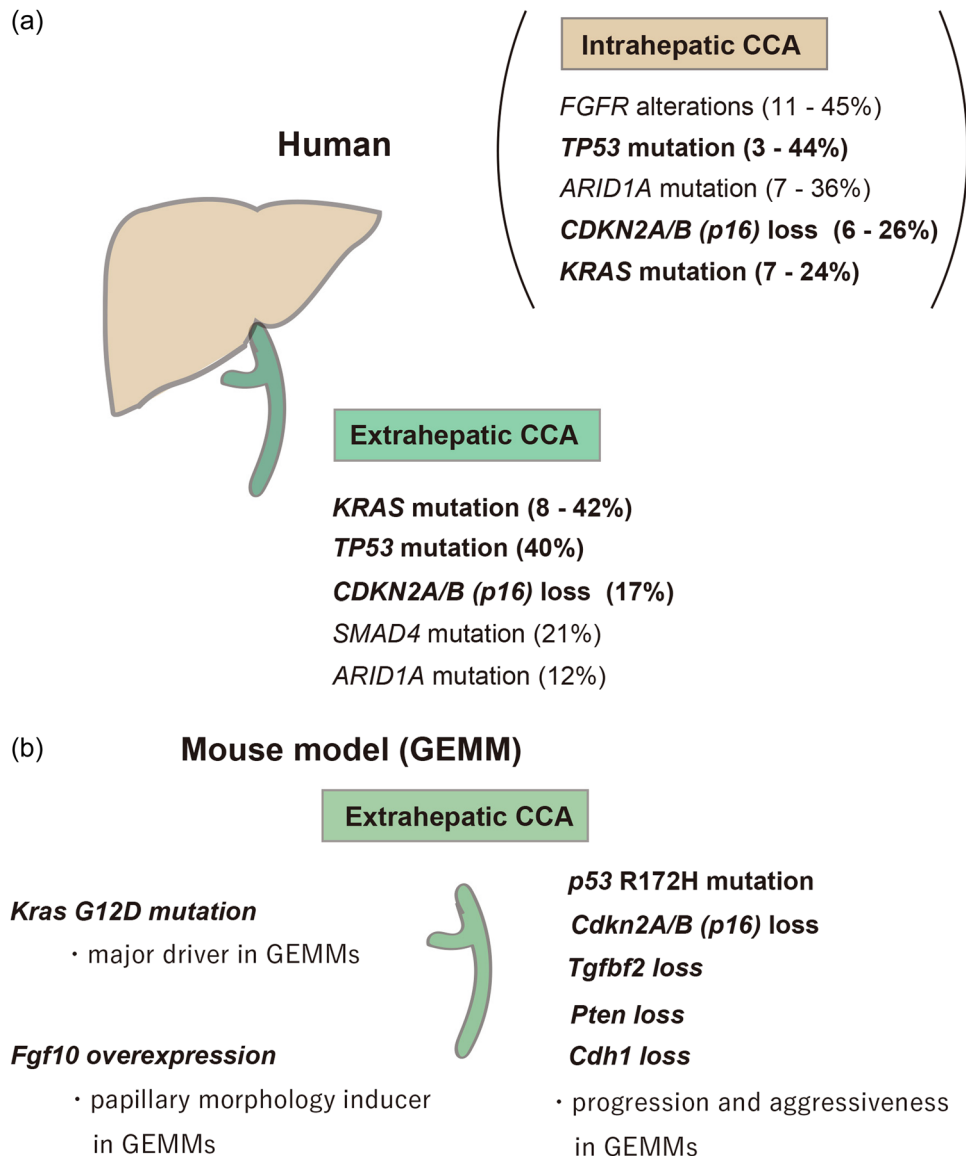 (a)
Human
Intrahepatic CCA
FGFR alterations (11 - 45%)
TP53 mutation (3 - 44%)
ARID1A mutation (7 - 36%)
CDKN2A/B (p16) loss (6 - 26%)
KRAS mutation (7 - 24%)
Extrahepatic CCA
KRAS mutation (8 - 42%)
TP53 mutation (40%)
CDKN2A/B (p16) loss (17%)
SMAD4 mutation (21%)
ARID1A mutation (12%)
(b)
Mouse model (GEMM)
Extrahepatic CCA
Kras G12D mutation
・major driver in GEMMs
Fgf10 overexpression
・papillary morphology inducer
in GEMMs
p53 R172H mutation
Cdkn2A/B (p16) loss
Tgfbf2 loss
Pten loss
Cdh1 loss
・progression and aggressiveness
in GEMMs